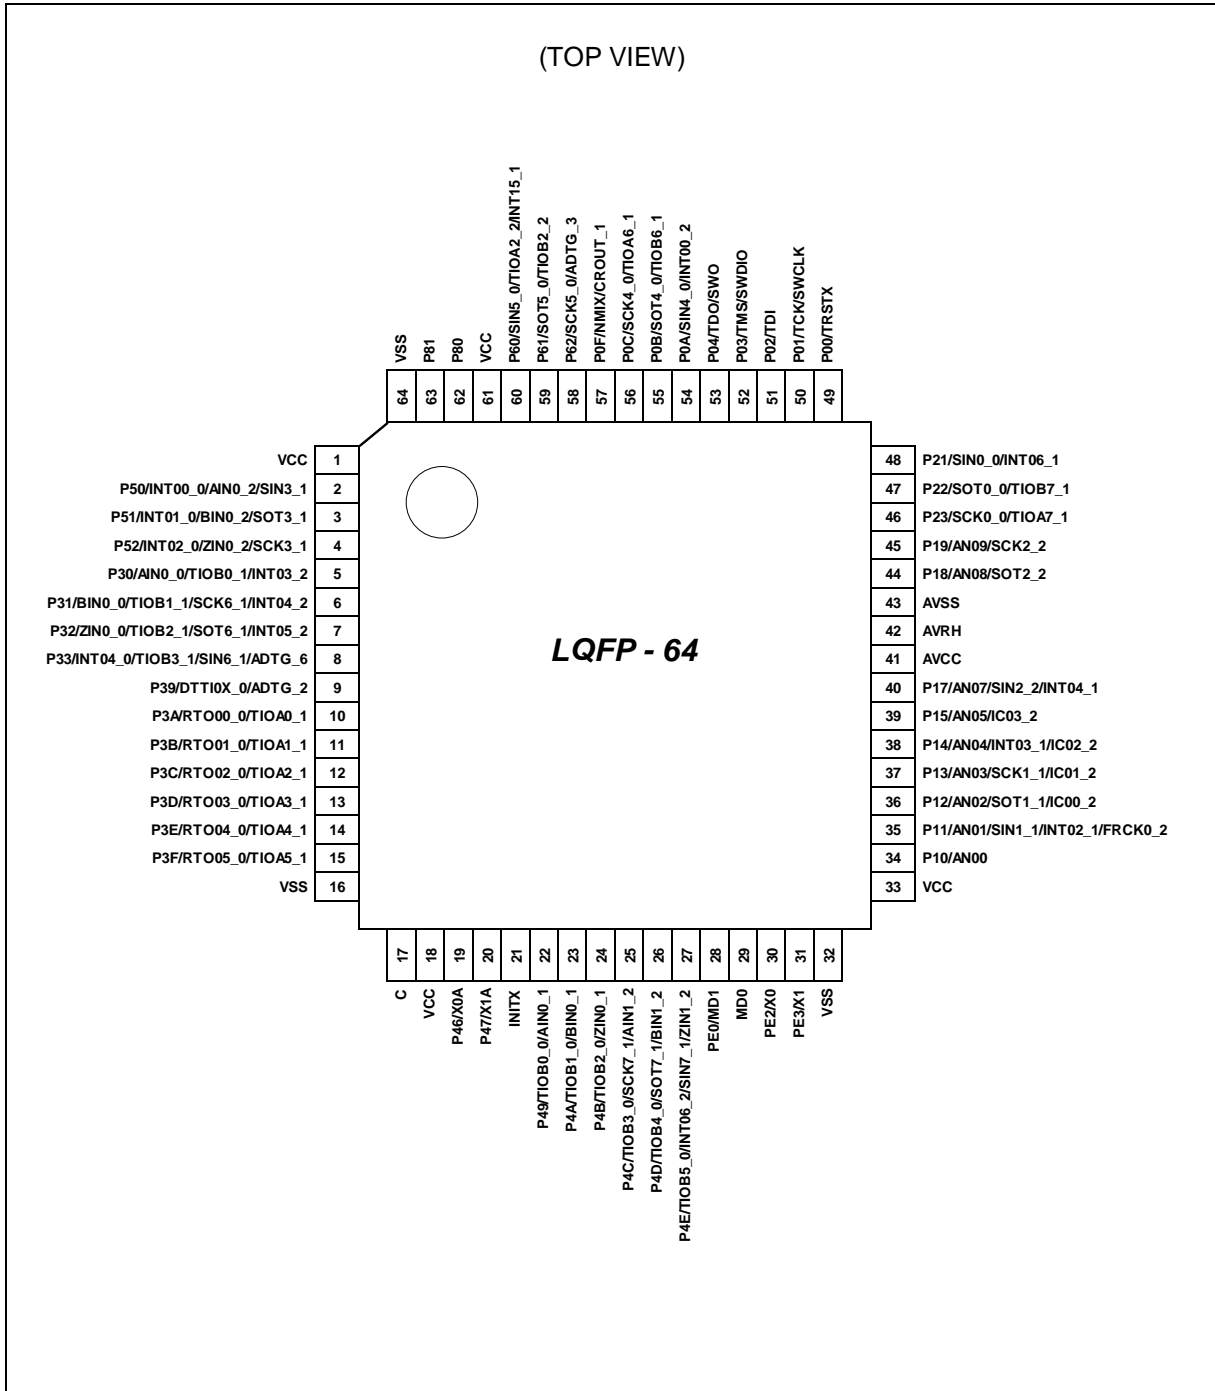 (TOP VIEW)
VSS
P81
P80
VCC
P60/SIN5_0/TIOA2_2/INT15_1
P61/SOT5_0/TIOB2_2
P62/SCK5_0/ADTG_3
P0F/NMIX/CROUT_1
P0C/SCK4_0/TIOA6_1
P0B/SOT4_0/TIOB6_1
P0A/SIN4_0/INT00_2
P04/TDO/SWO
P03/TMS/SWDIO
P02/TDI
P01/TCK/SWCLK
P00/TRSTX
64 63 62 61 60 59 58 57 56 55 54 53 52 51 50 49
VCC 1
P50/INT00_0/AIN0_2/SIN3_1 2
P51/INT01_0/BIN0_2/SOT3_1 3
P52/INT02_0/ZIN0_2/SCK3_1 4
P30/AIN0_0/TIOB0_1/INT03_2 5
P31/BIN0_0/TIOB1_1/SCK6_1/INT04_2 6
P32/ZIN0_0/TIOB2_1/SOT6_1/INT05_2 7
P33/INT04_0/TIOB3_1/SIN6_1/ADTG_6 8
P39/DTTI0X_0/ADTG_2 9
P3A/RTO00_0/TIOA0_1 10
P3B/RTO01_0/TIOA1_1 11
P3C/RTO02_0/TIOA2_1 12
P3D/RTO03_0/TIOA3_1 13
P3E/RTO04_0/TIOA4_1 14
P3F/RTO05_0/TIOA5_1 15
VSS 16
LQFP - 64
48 P21/SIN0_0/INT06_1
47 P22/SOT0_0/TIOB7_1
46 P23/SCK0_0/TIOA7_1
45 P19/AN09/SCK2_2
44 P18/AN08/SOT2_2
43 AVSS
42 AVRH
41 AVCC
40 P17/AN07/SIN2_2/INT04_1
39 P15/AN05/IC03_2
38 P14/AN04/INT03_1/IC02_2
37 P13/AN03/SCK1_1/IC01_2
36 P12/AN02/SOT1_1/IC00_2
35 P11/AN01/SIN1_1/INT02_1/FRCK0_2
34 P10/AN00
33 VCC
17 18 19 20 21 22 23 24 25 26 27 28 29 30 31 32
C
VCC
P46/X0A
P47/X1A
INITX
P49/TIOB0_0/AIN0_1
P4A/TIOB1_0/BIN0_1
P4B/TIOB2_0/ZIN0_1
P4C/TIOB3_0/SCK7_1/AIN1_2
P4D/TIOB4_0/SOT7_1/BIN1_2
P4E/TIOB5_0/INT06_2/SIN7_1/ZIN1_2
PE0/MD1
MD0
PE2/X0
PE3/X1
VSS